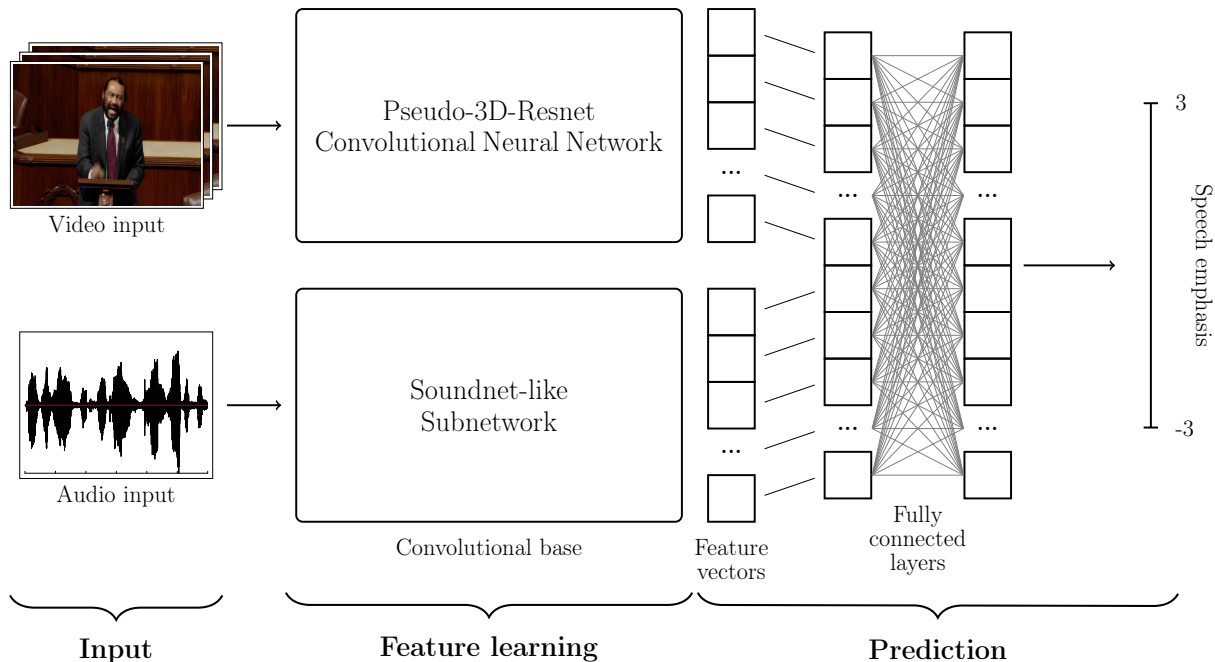 Pseudo-3D-Resnet
Convolutional Neural Network
...
...
...
3
Speech emphasis
-3
Video input
Soundnet-like
Subnetwork
...
...
...
Audio input
Convolutional base
Feature
vectors
Fully
connected
layers
Input
Feature learning
Prediction